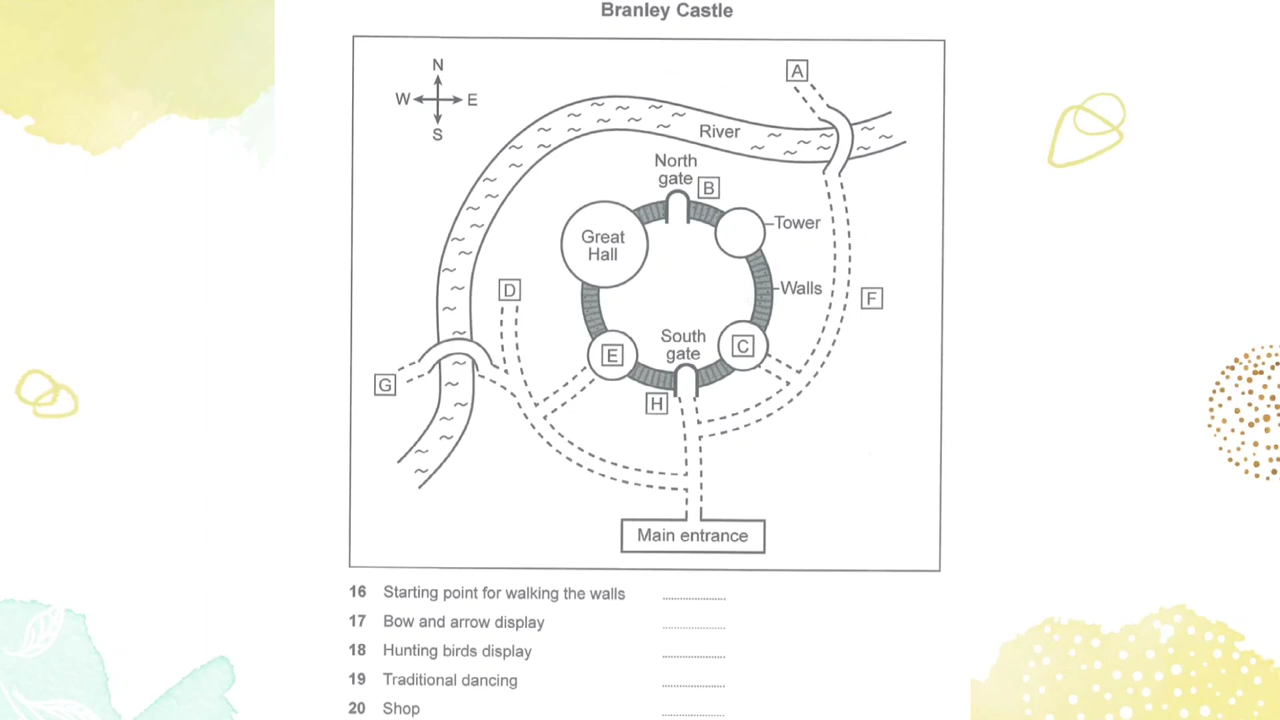 Branley Castle
N
W E
S
A
River
North
gate
B
Great
Hall
Tower
Walls
D
F
South
gate
E
C
G
H
Main entrance
16 Starting point for walking the walls ....................
17 Bow and arrow display ....................
18 Hunting birds display ....................
19 Traditional dancing ....................
20 Shop ....................